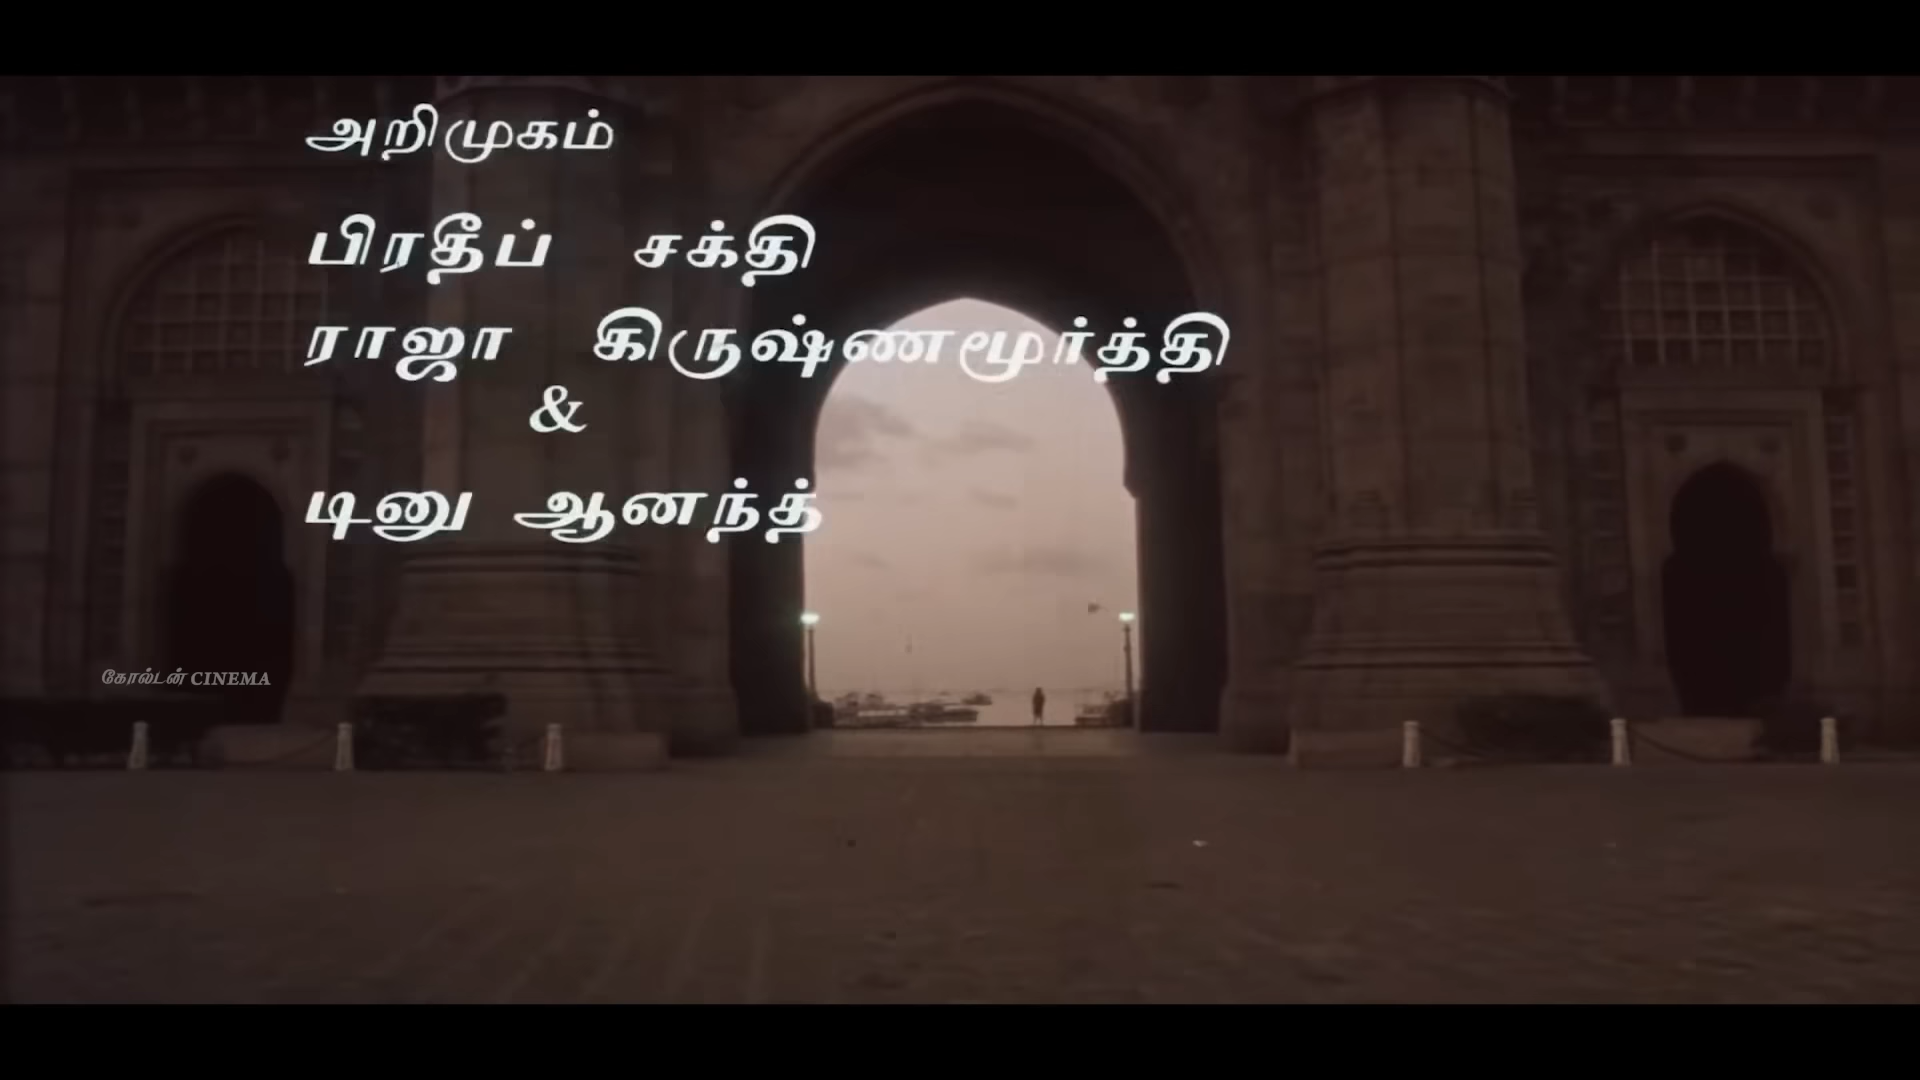 அறிமுகம்
பிரதீப் சக்தி
ராஜா கிருஷ்ணமூர்த்தி
&
டினு ஆனந்த்
கோல்டன் CINEMA